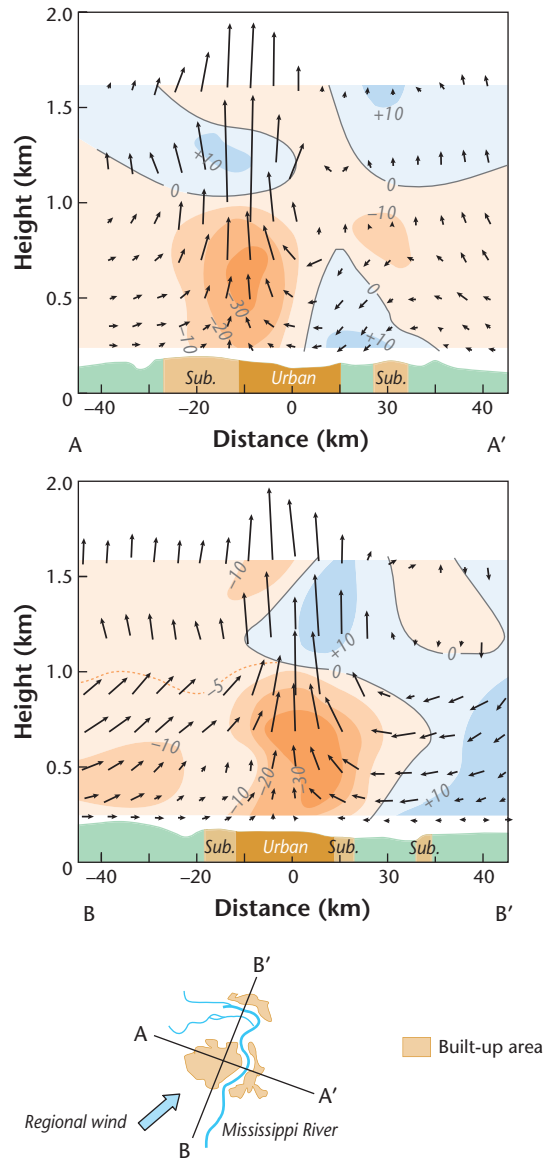 2.0
1.5
1.0
0.5
0
Height (km)
+10
+10
0
0
–10
0
–30
–20
–10
+10
Sub.
Urban
Sub.
–40
–20
0
20
40
A
Distance (km)
A′
2.0
1.5
1.0
0.5
0
Height (km)
–10
+10
0
0
–5
–10
–20
–30
–10
+10
Sub.
Urban
Sub.
Sub.
–40
–20
0
20
40
B
Distance (km)
B′
B′
A
Built-up area
A′
Regional wind
Mississippi River
B